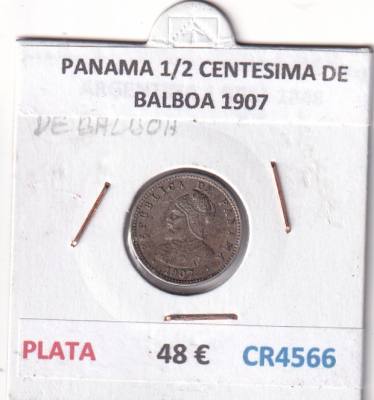 PANAMA 1/2 CENTESIMA DE
BALBOA 1907
DE BALBOA
REPUBLICA DE PANAMA
1907
PLATA 48 € CR4566